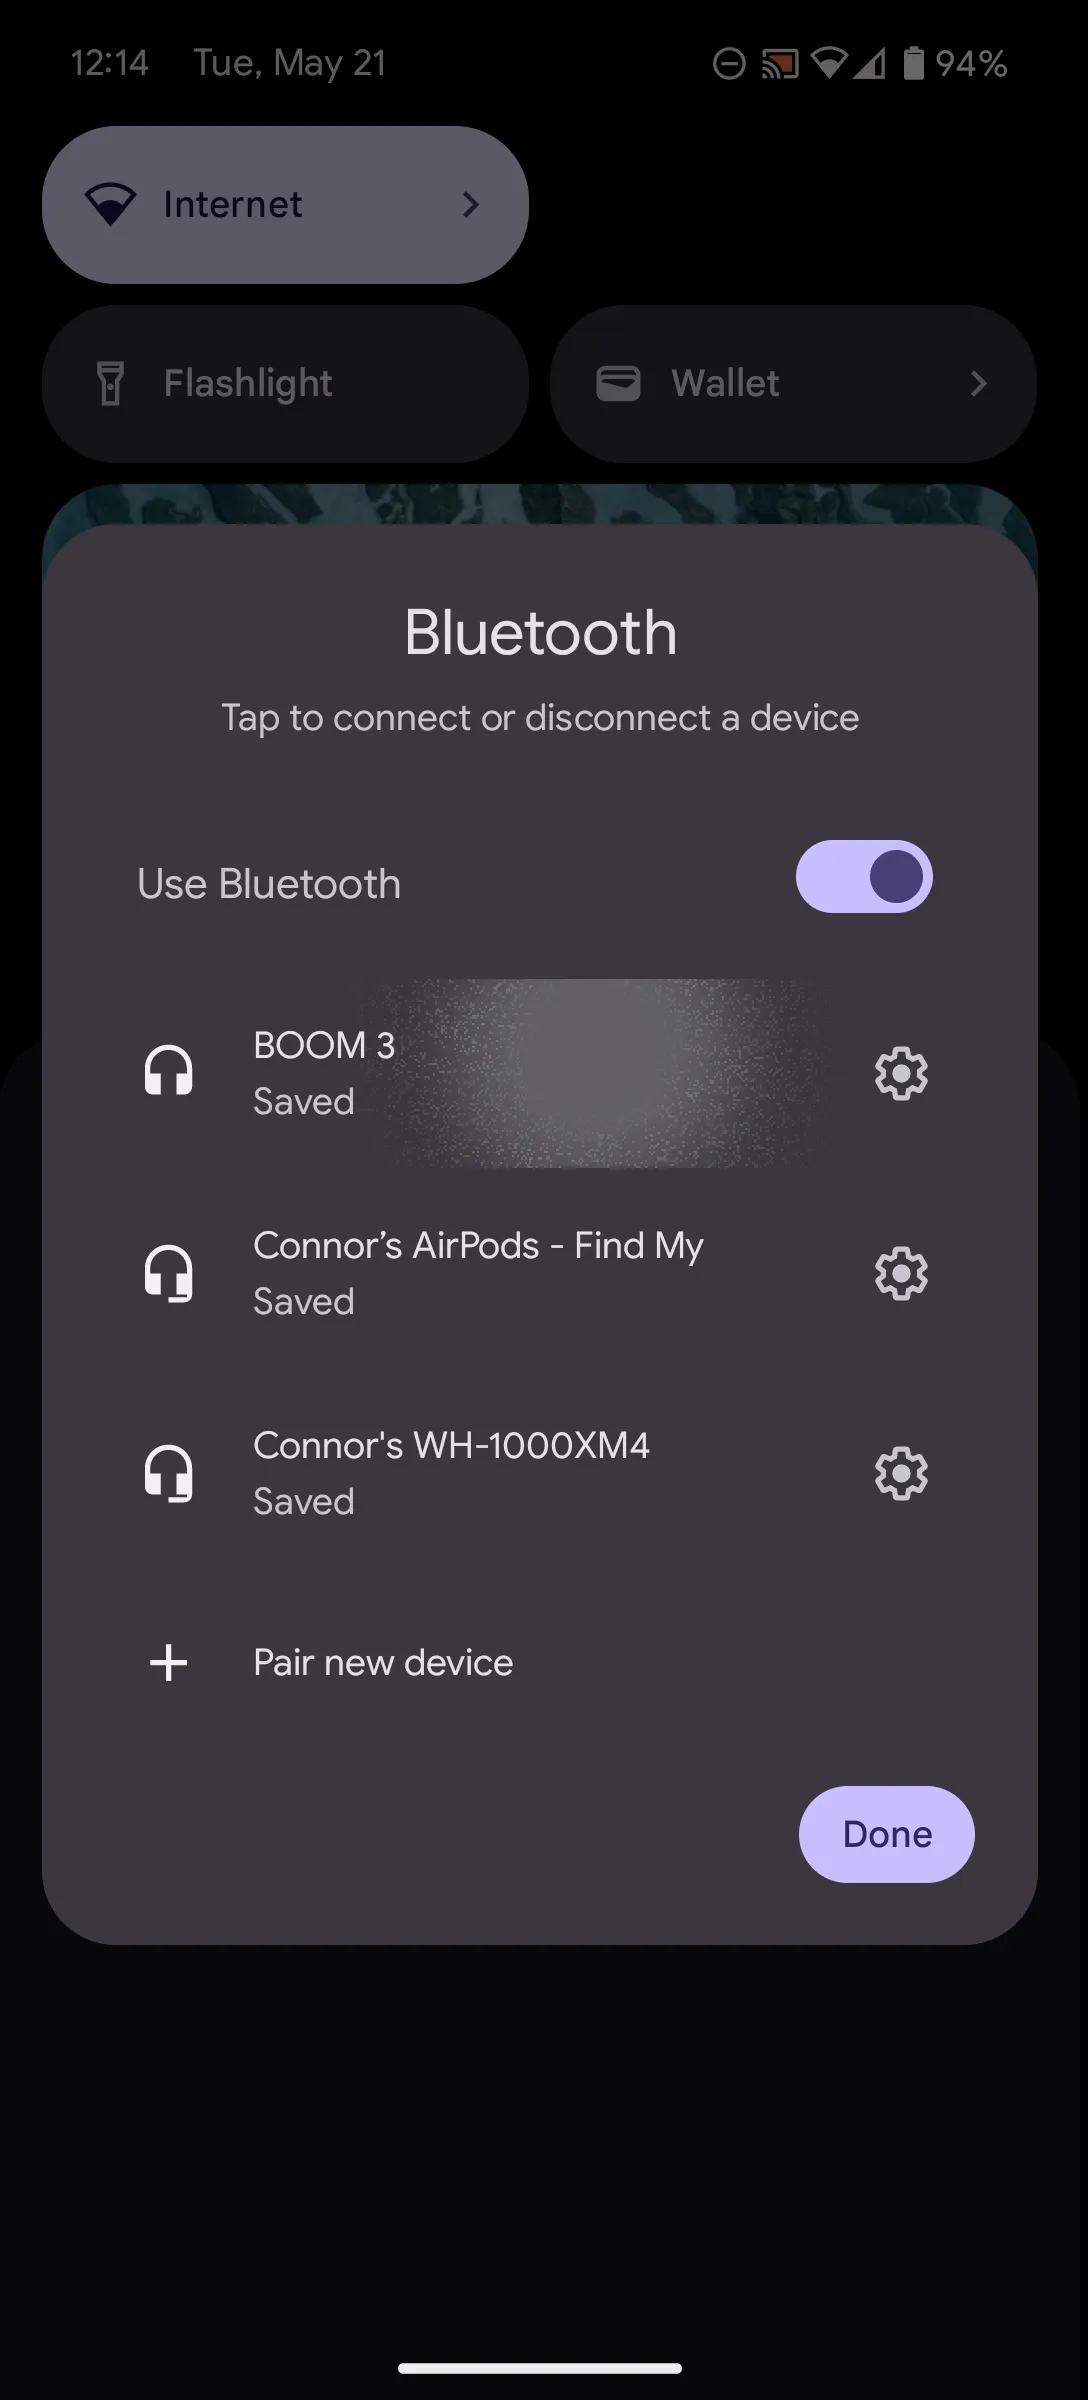 12:14 Tue, May 21 94%
Internet
Flashlight Wallet
Bluetooth
Tap to connect or disconnect a device
Use Bluetooth
BOOM 3
Saved
Connor’s AirPods - Find My
Saved
Connor's WH-1000XM4
Saved
Pair new device
Done